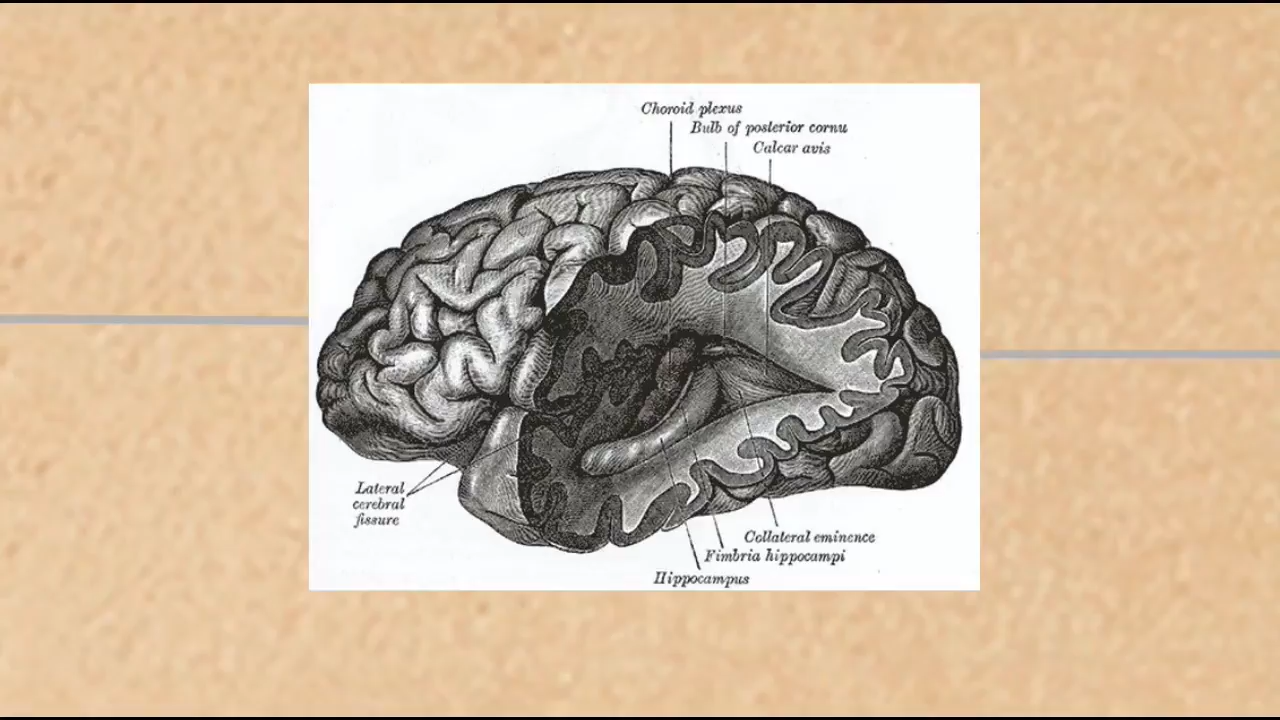 Choroid plexus
Bulb of posterior cornu
Calcar avis
Lateral
cerebral
fissure
Collateral eminence
Fimbria hippocampi
Hippocampus